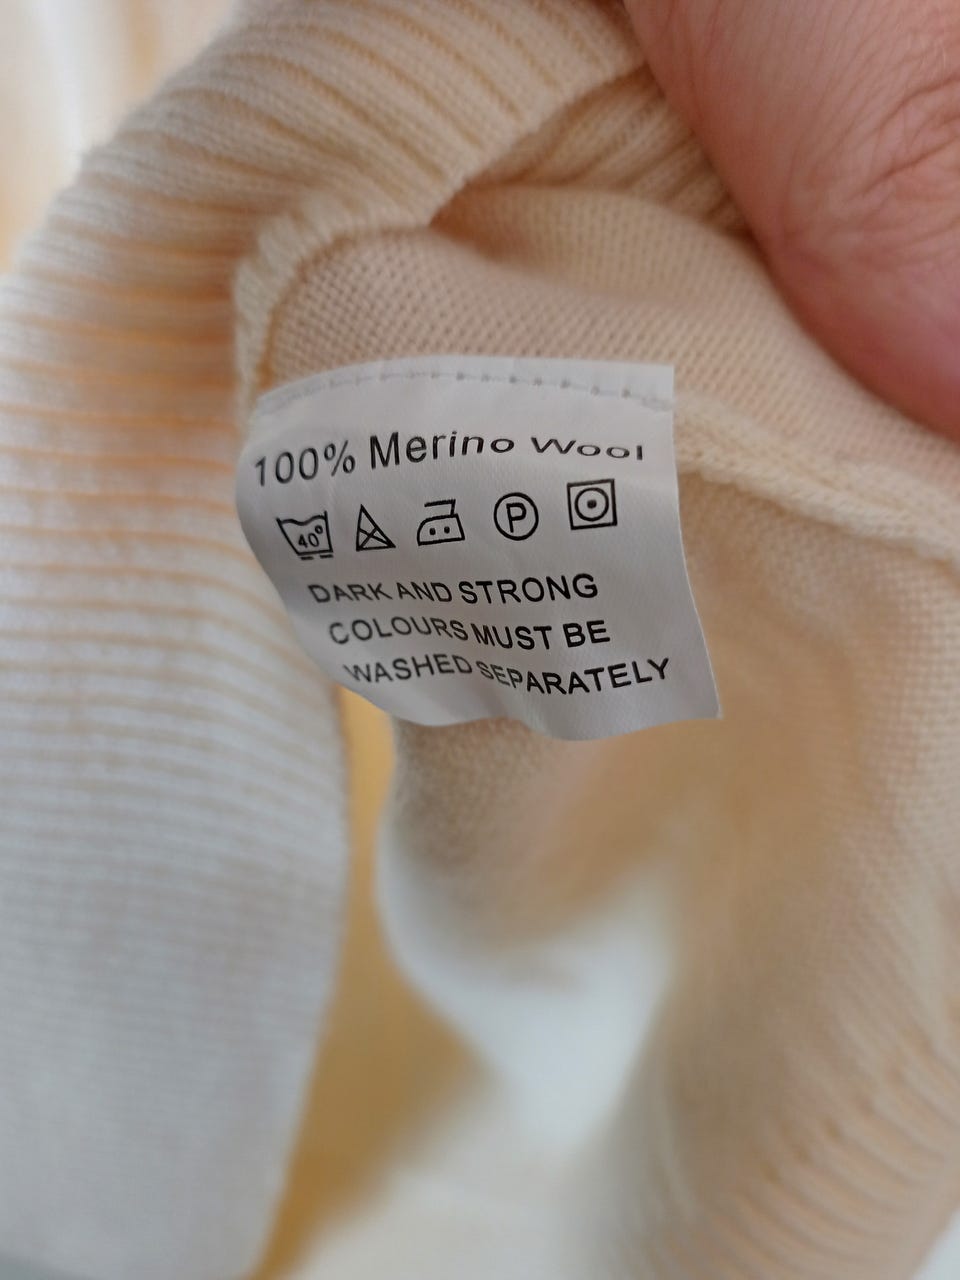 100% Merino Wool
40° P
DARK AND STRONG
COLOURS MUST BE
WASHED SEPARATELY